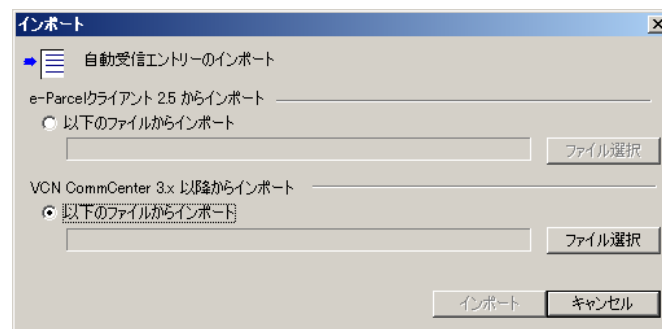 インポート
自動受信エントリーのインポート
e-Parcelクライアント 2.5 からインポート
以下のファイルからインポート
ファイル選択
VCN CommCenter 3.x 以降からインポート
以下のファイルからインポート
ファイル選択
インポート キャンセル